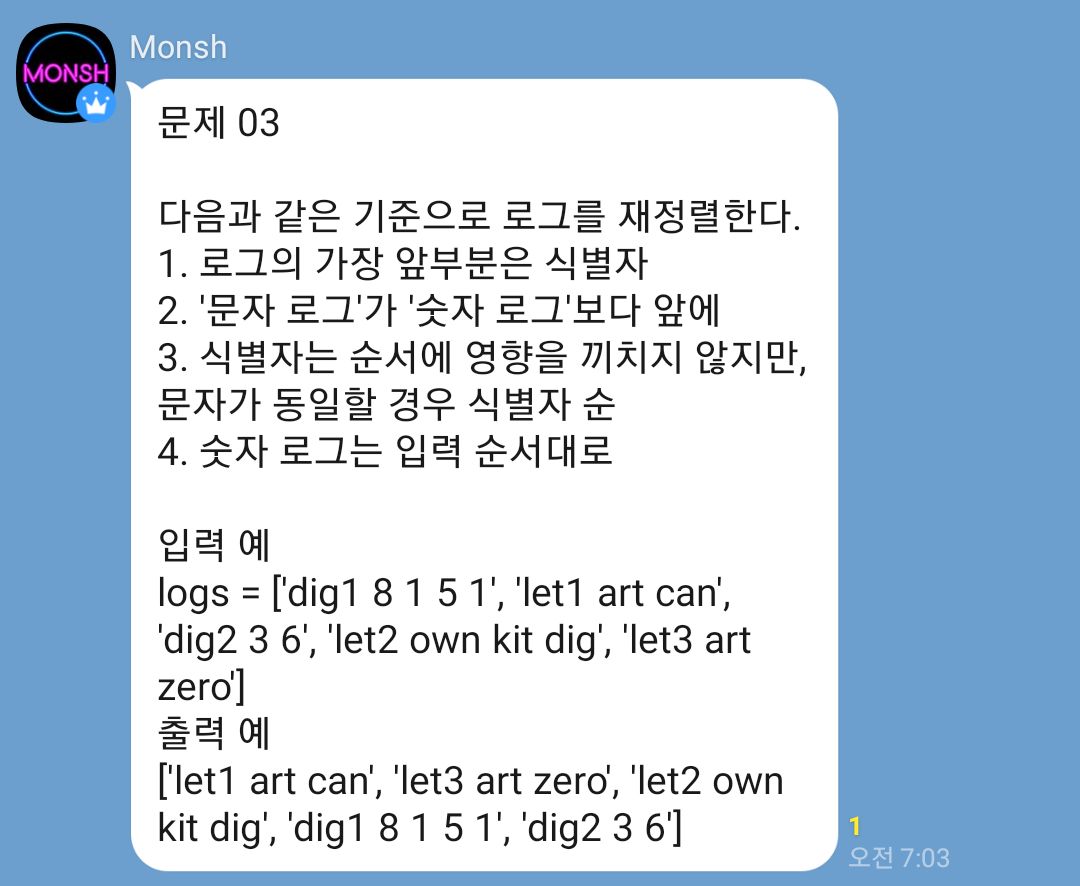 MONSH
Monsh
문제 03
다음과 같은 기준으로 로그를 재정렬한다.
1. 로그의 가장 앞부분은 식별자
2. '문자 로그'가 '숫자 로그'보다 앞에
3. 식별자는 순서에 영향을 끼치지 않지만,
문자가 동일할 경우 식별자 순
4. 숫자 로그는 입력 순서대로
입력 예
logs = ['dig1 8 1 5 1', 'let1 art can',
'dig2 3 6', 'let2 own kit dig', 'let3 art
zero']
출력 예
['let1 art can', 'let3 art zero', 'let2 own
kit dig', 'dig1 8 1 5 1', 'dig2 3 6']
1
오전 7:03